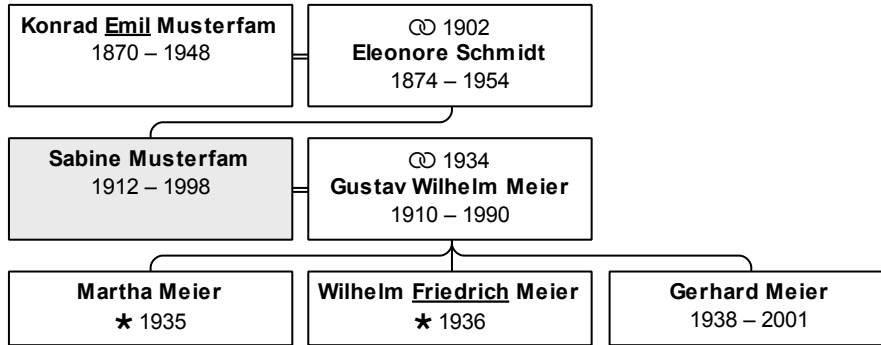 Konrad Emil Musterfam
1870 – 1948
⚭ 1902
Eleonore Schmidt
1874 – 1954
Sabine Musterfam
1912 – 1998
⚭ 1934
Gustav Wilhelm Meier
1910 – 1990
Martha Meier
★ 1935
Wilhelm Friedrich Meier
★ 1936
Gerhard Meier
1938 – 2001